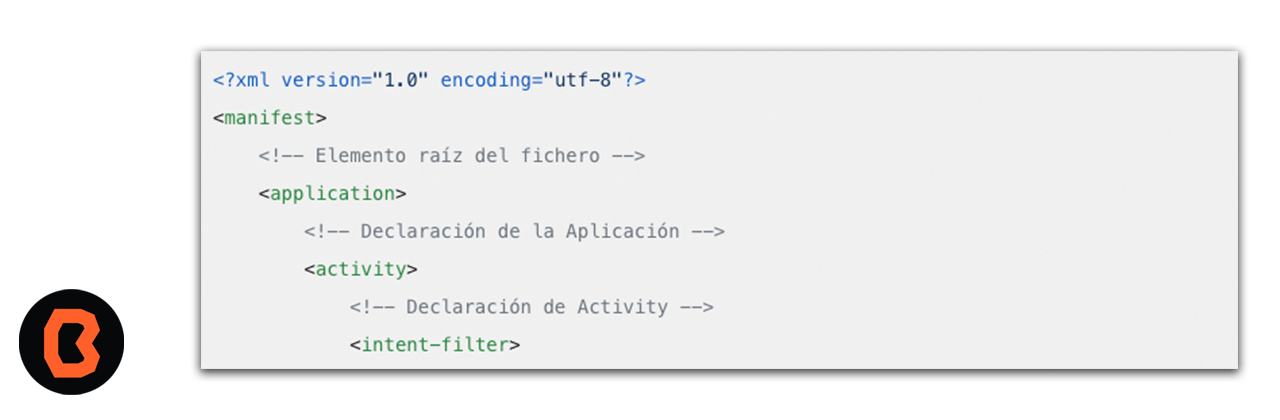 <?xml version="1.0" encoding="utf-8"?>
<manifest>
<!-- Elemento raíz del fichero -->
<application>
<!-- Declaración de la Aplicación -->
<activity>
<!-- Declaración de Activity -->
<intent-filter>